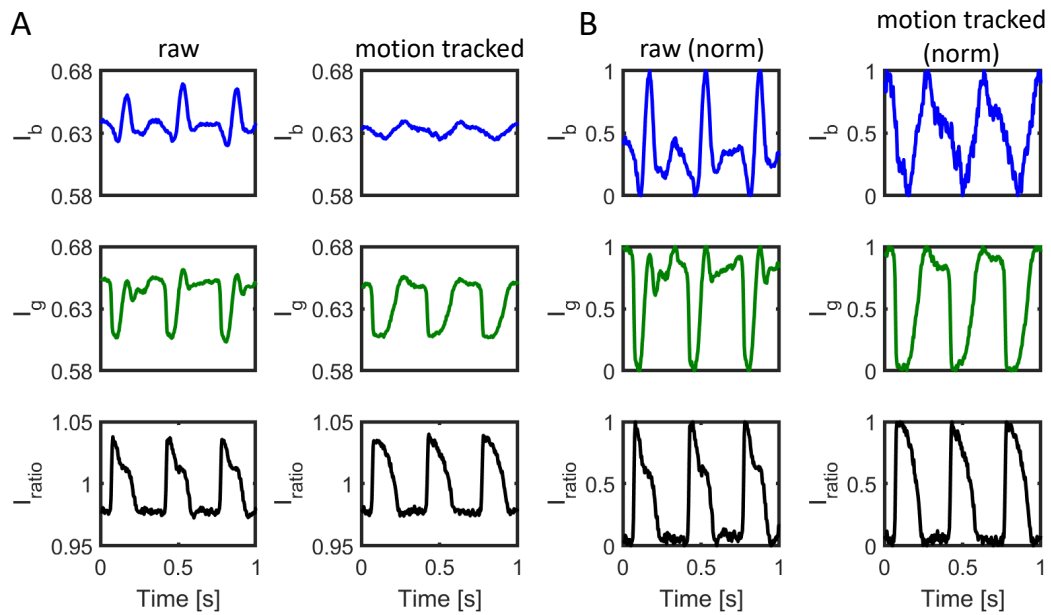 A
raw
motion tracked
B
raw (norm)
motion tracked
(norm)
0.68
0.63
0.58
I_b
0.68
0.63
0.58
I_b
1
0.5
0
I_b
1
0.5
0
I_b
0.68
0.63
0.58
I_g
0.68
0.63
0.58
I_g
1
0.5
0
I_g
1
0.5
0
I_g
1.05
1
0.95
I_ratio
0 0.5 1
Time [s]
1.05
1
0.95
I_ratio
0 0.5 1
Time [s]
1
0.5
0
I_ratio
0 0.5 1
Time [s]
1
0.5
0
I_ratio
0 0.5 1
Time [s]